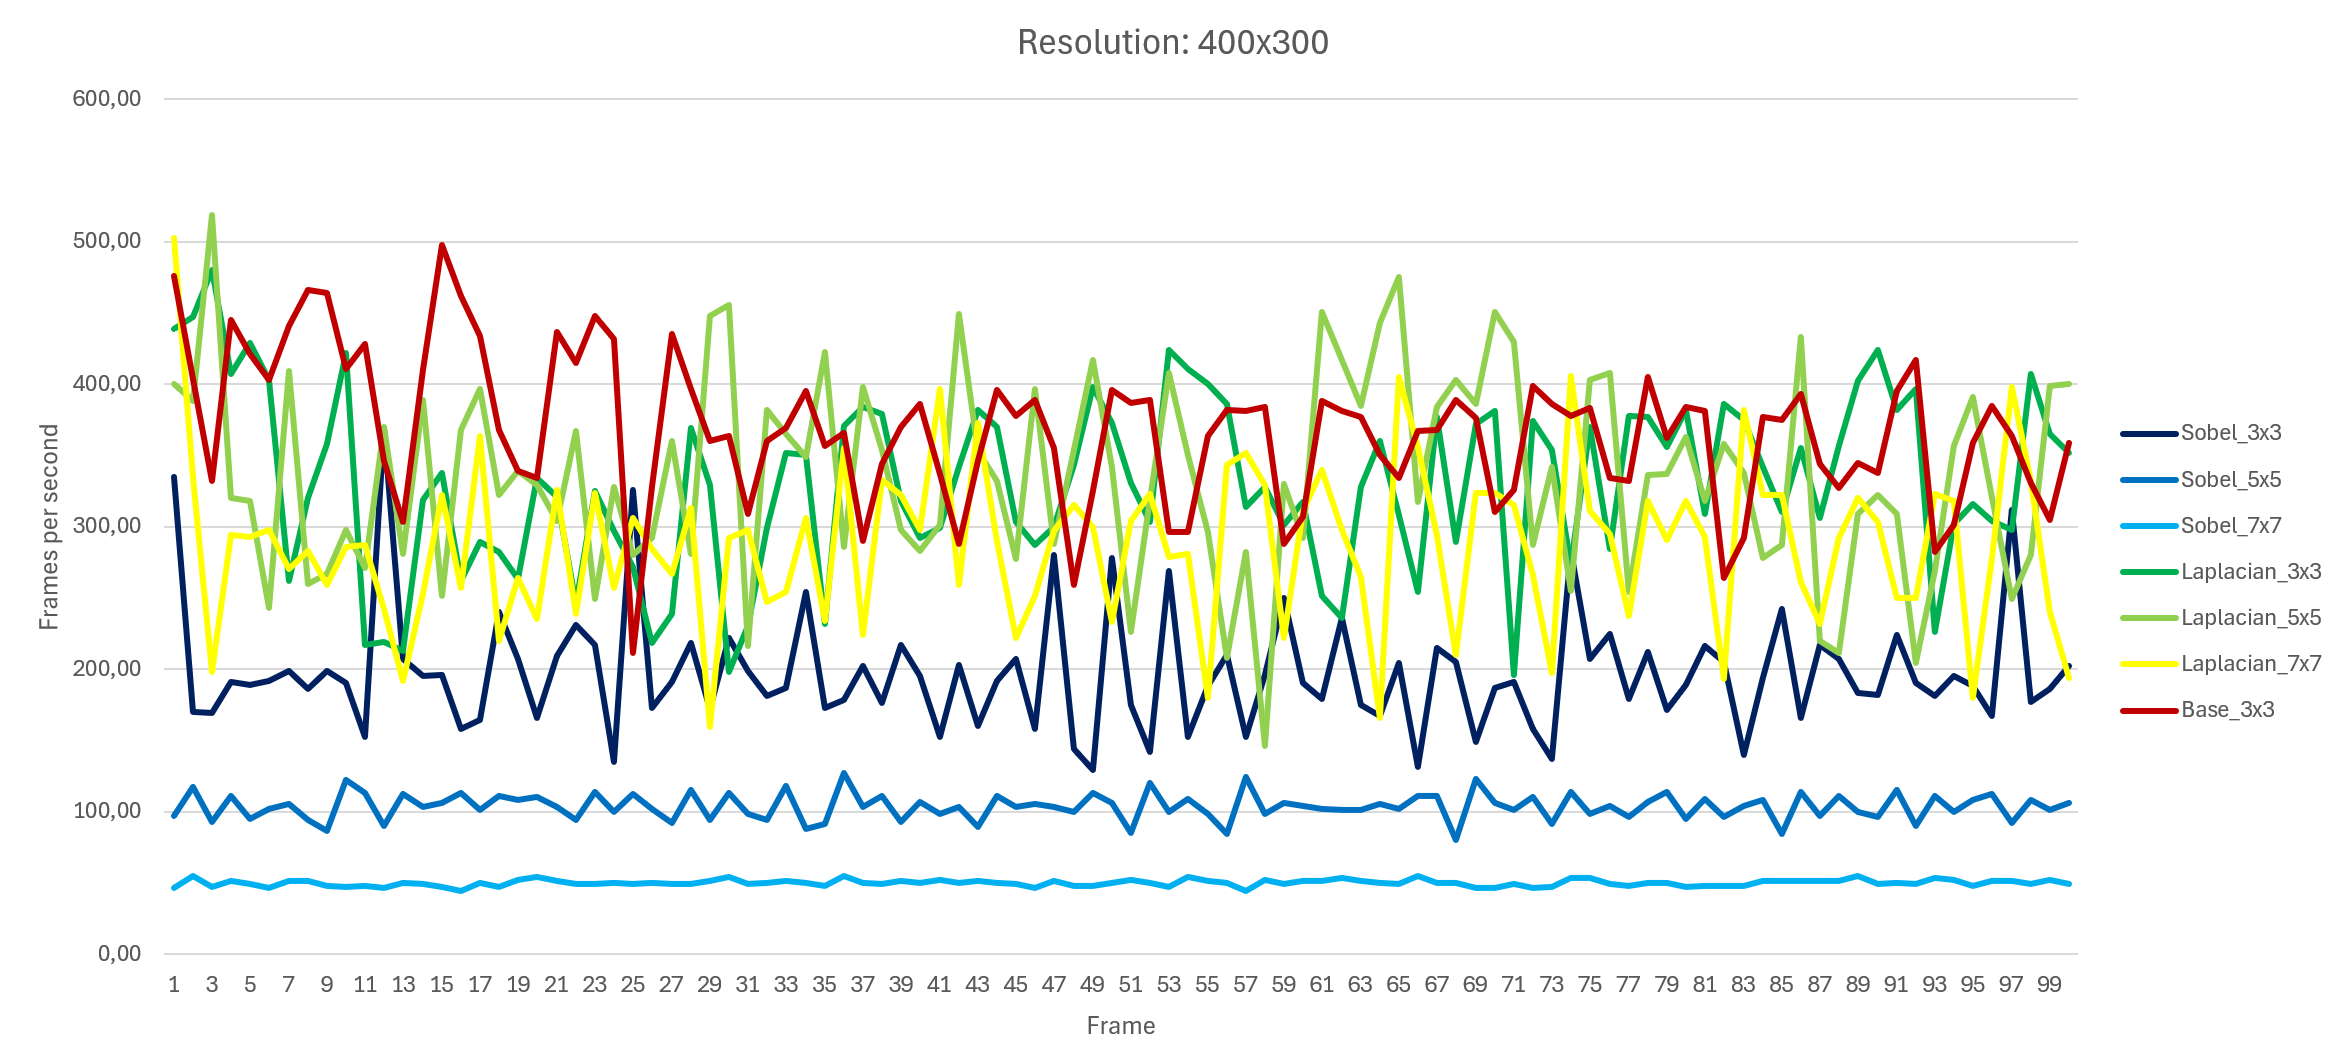 Resolution: 400x300
600,00
500,00
400,00
300,00
200,00
100,00
0,00
Frames per second
1 3 5 7 9 11 13 15 17 19 21 23 25 27 29 31 33 35 37 39 41 43 45 47 49 51 53 55 57 59 61 63 65 67 69 71 73 75 77 79 81 83 85 87 89 91 93 95 97 99
Frame
Sobel_3x3
Sobel_5x5
Sobel_7x7
Laplacian_3x3
Laplacian_5x5
Laplacian_7x7
Base_3x3